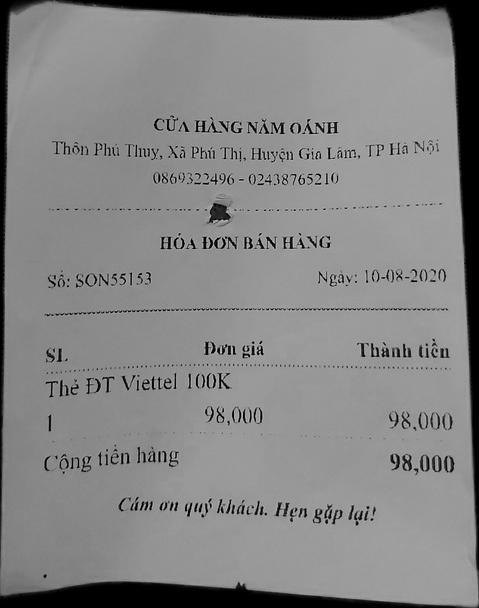 CỬA HÀNG NĂM OÁNH
Thôn Phú Thuỵ, Xã Phú Thị, Huyện Gia Lâm, TP Hà Nội
0869322496 - 02438765210
HÓA ĐƠN BÁN HÀNG
Số: SON55153 Ngày: 10-08-2020
SL Đơn giá Thành tiền
Thẻ ĐT Viettel 100K
1 98,000 98,000
Cộng tiền hàng 98,000
Cám ơn quý khách. Hẹn gặp lại!